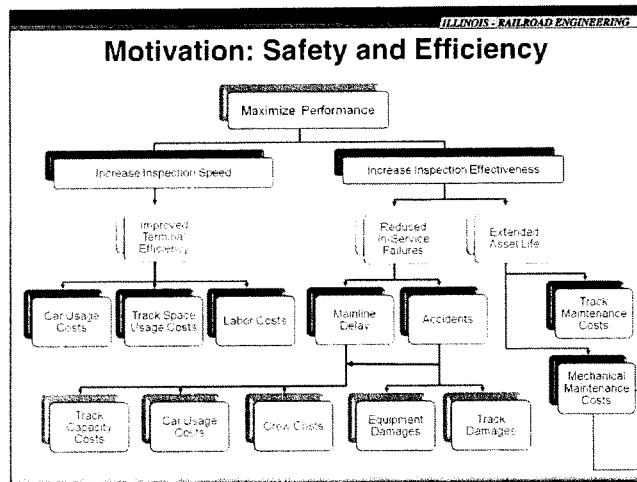 ILLINOIS - RAILROAD ENGINEERING
Motivation: Safety and Efficiency
Maximize Performance
Increase Inspection Speed
Increase Inspection Effectiveness
Improved
Terminal
Efficiency
Reduced
In-Service
Failures
Extended
Asset Life
Car Usage
Costs
Track Space
Usage Costs
Labor Costs
Mainline
Delay
Accidents
Track
Maintenance
Costs
Mechanical
Maintenance
Costs
Track
Capacity
Costs
Car Usage
Costs
Crew Costs
Equipment
Damages
Track
Damages